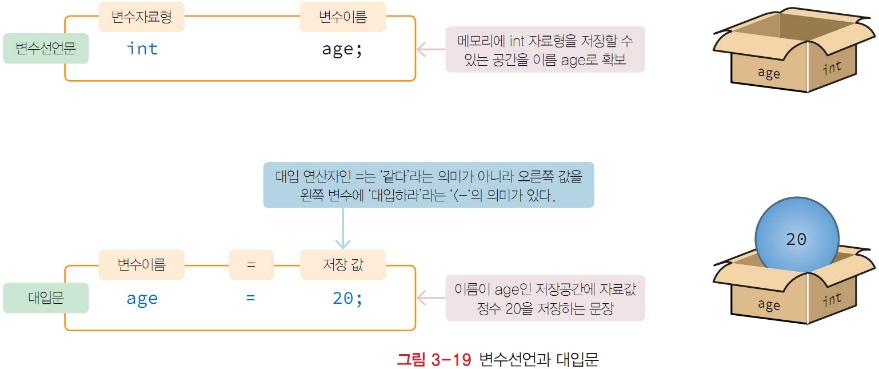 변수자료형 변수이름
변수선언문 int age;
메모리에 int 자료형을 저장할 수
있는 공간을 이름 age로 확보
age int
대입 연산자인 =는 '같다'라는 의미가 아니라 오른쪽 값을
왼쪽 변수에 '대입하라'라는 '<-'의 의미가 있다.
변수이름 = 저장 값
대입문 age = 20;
이름이 age인 저장공간에 자료값
정수 20을 저장하는 문장
20
age int
그림 3-19 변수선언과 대입문